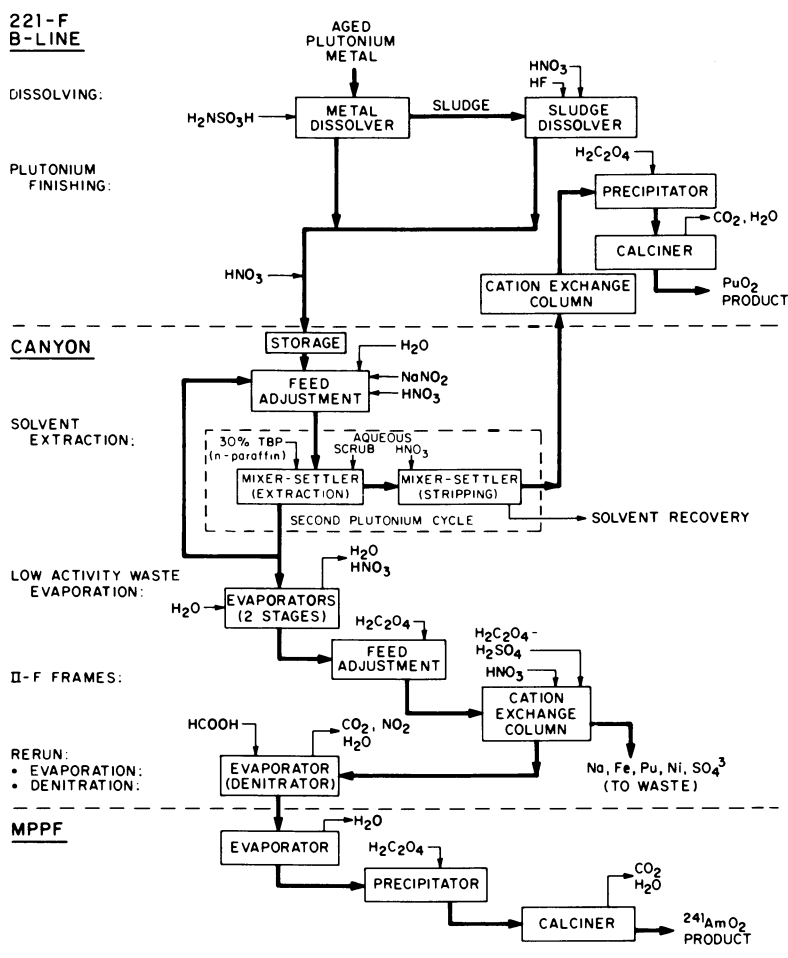 221-F
B-LINE
AGED
PLUTONIUM
METAL
DISSOLVING:
H₂NSO₃H
METAL
DISSOLVER
SLUDGE
HNO₃
HF
SLUDGE
DISSOLVER
PLUTONIUM
FINISHING:
H₂C₂O₄
PRECIPITATOR
CO₂, H₂O
CALCINER
HNO₃
CATION EXCHANGE
COLUMN
PuO₂
PRODUCT
CANYON
STORAGE
H₂O
FEED
ADJUSTMENT
NaNO₂
HNO₃
SOLVENT
EXTRACTION:
30% TBP
(n-paraffin)
AQUEOUS
SCRUB
HNO₃
MIXER-SETTLER
(EXTRACTION)
MIXER-SETTLER
(STRIPPING)
SECOND PLUTONIUM CYCLE
SOLVENT RECOVERY
LOW ACTIVITY WASTE
EVAPORATION:
H₂O
HNO₃
H₂O
EVAPORATORS
(2 STAGES)
H₂C₂O₄
FEED
ADJUSTMENT
H₂C₂O₄-
H₂SO₄
HNO₃
II-F FRAMES:
CATION
EXCHANGE
COLUMN
HCOOH
CO₂, NO₂
H₂O
RERUN:
• EVAPORATION:
• DENITRATION:
EVAPORATOR
(DENITRATOR)
Na, Fe, Pu, Ni, SO₄³
(TO WASTE)
MPPF
H₂O
EVAPORATOR
H₂C₂O₄
PRECIPITATOR
CO₂
H₂O
CALCINER
²⁴¹AmO₂
PRODUCT